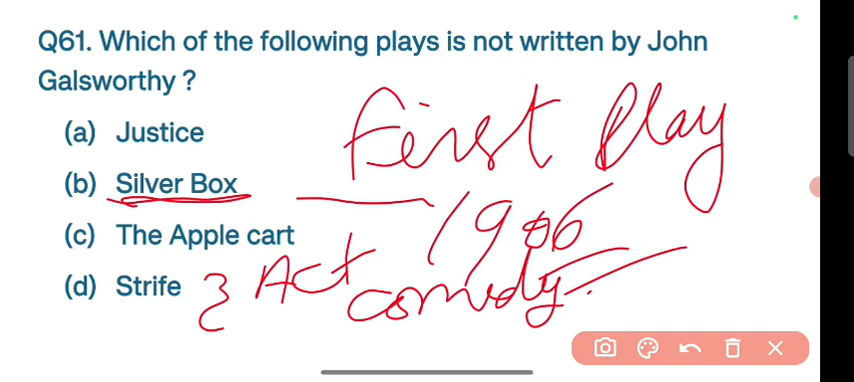 Q61. Which of the following plays is not written by John
Galsworthy ?
(a) Justice
(b) Silver Box
(c) The Apple cart
(d) Strife
First Play
1906
3 Act
comedy.